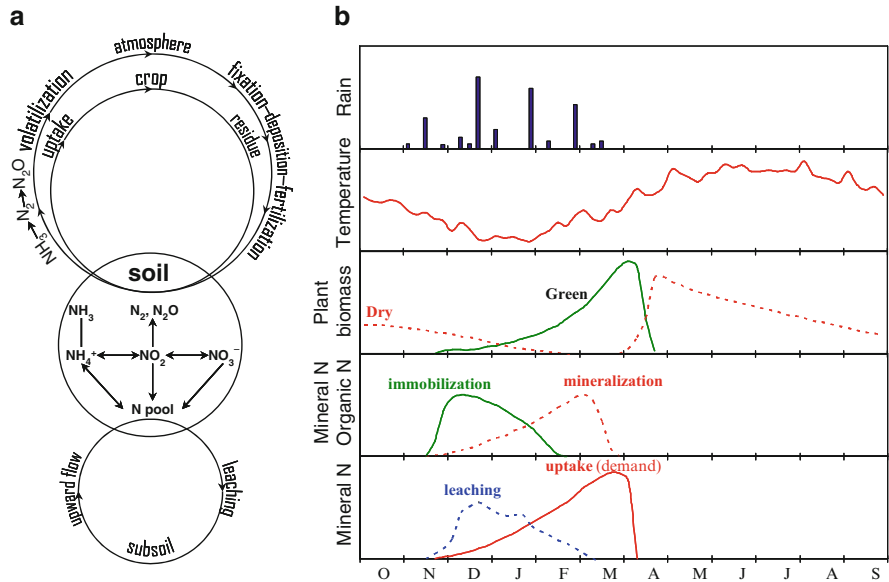 a
atmosphere
crop
volatilization
uptake
fixation–deposition–fertilization
residue
NH₃ N₂ N₂O
soil
NH₃ N₂, N₂O
NH₄⁺ NO₂ NO₃⁻
N pool
upward flow
leaching
subsoil
b
Rain
Temperature
Plant
biomass
Dry
Green
Mineral N
Organic N
immobilization
mineralization
Mineral N
leaching
uptake (demand)
O N D J F M A M J J A S